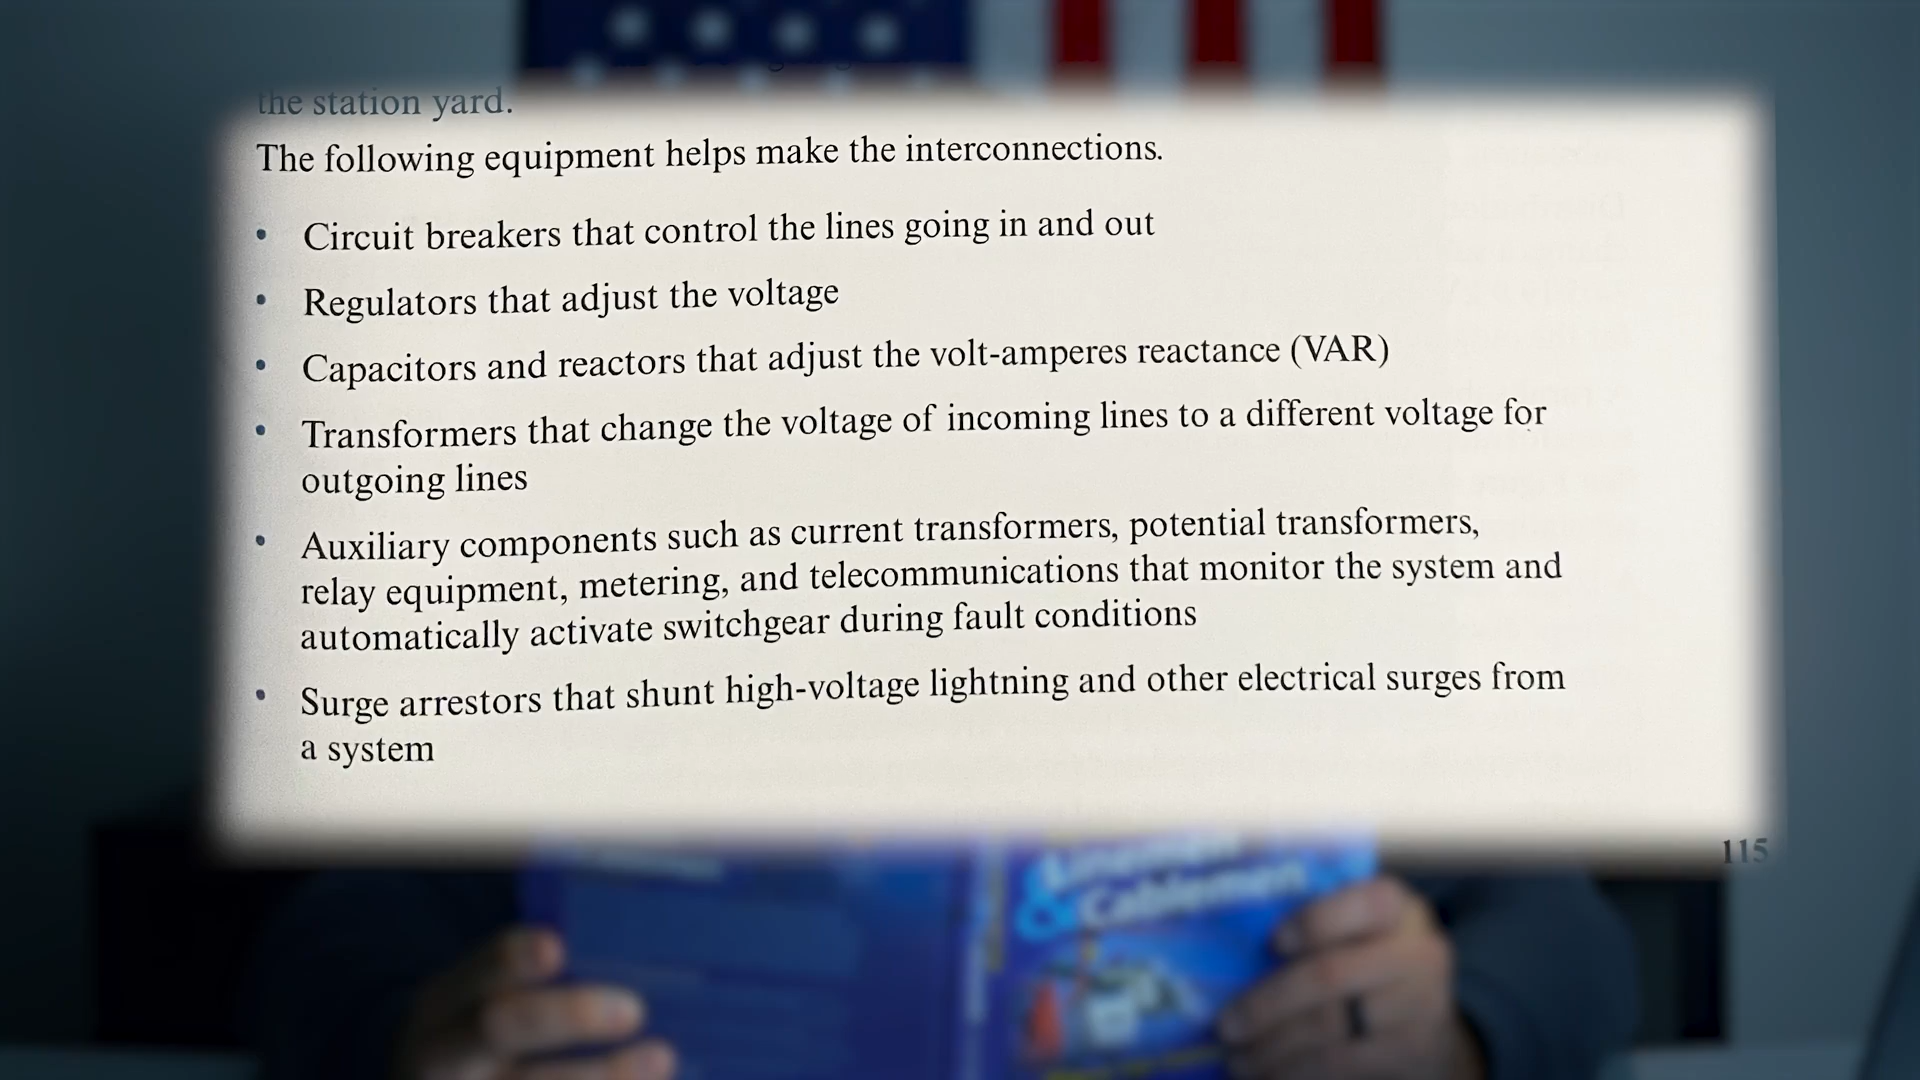 the station yard.
The following equipment helps make the interconnections.
• Circuit breakers that control the lines going in and out
• Regulators that adjust the voltage
• Capacitors and reactors that adjust the volt-amperes reactance (VAR)
• Transformers that change the voltage of incoming lines to a different voltage for
outgoing lines
• Auxiliary components such as current transformers, potential transformers,
relay equipment, metering, and telecommunications that monitor the system and
automatically activate switchgear during fault conditions
• Surge arrestors that shunt high-voltage lightning and other electrical surges from
a system
115
Linemen
& Cablemen